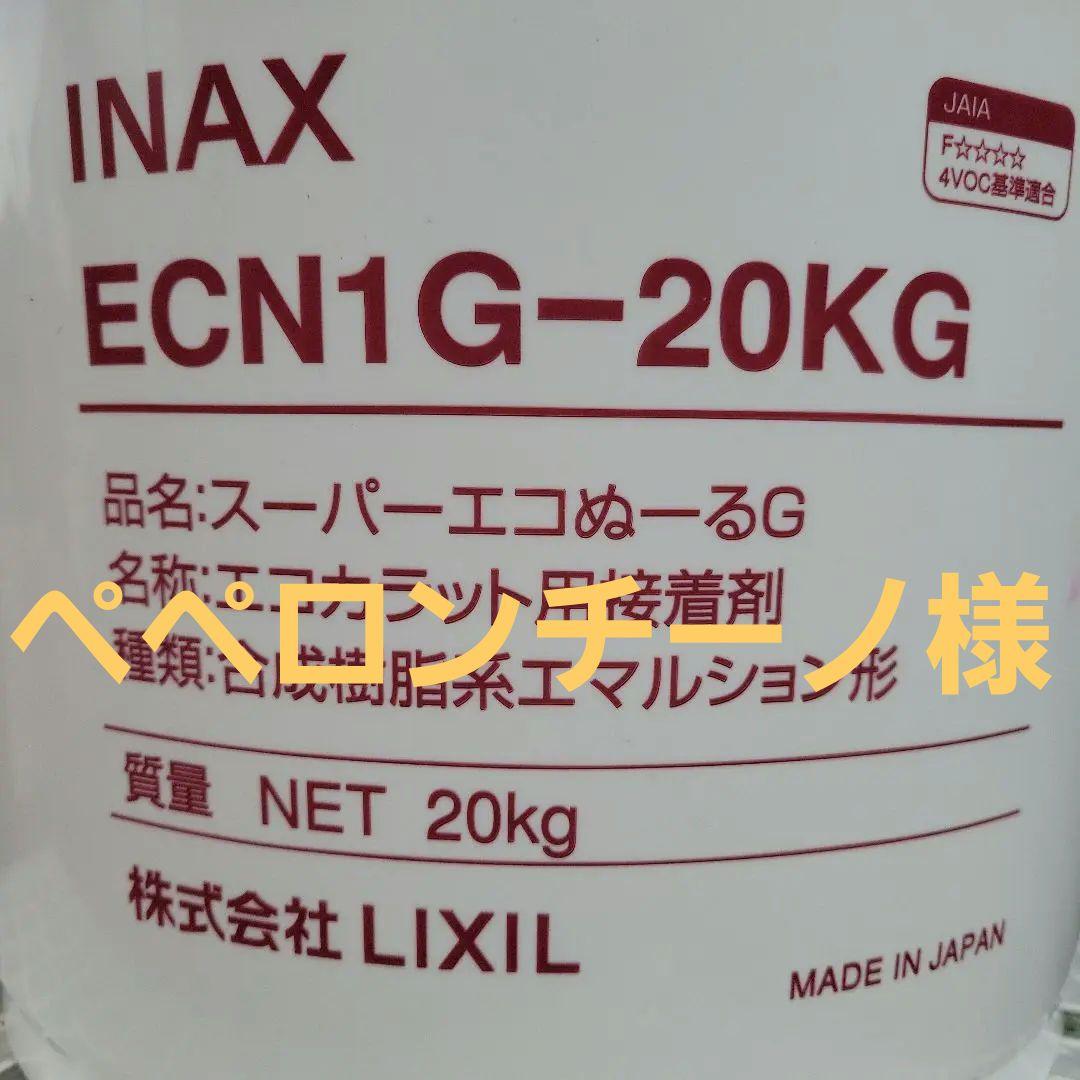 INAX
JAIA
F☆☆☆☆
4VOC基準適合
ECN1G-20KG
品名:スーパーエコぬーるG
名称:エコカラット用接着剤
ペペロンチーノ様
種類:合成樹脂系エマルション形
質量 NET 20kg
株式会社 LIXIL
MADE IN JAPAN